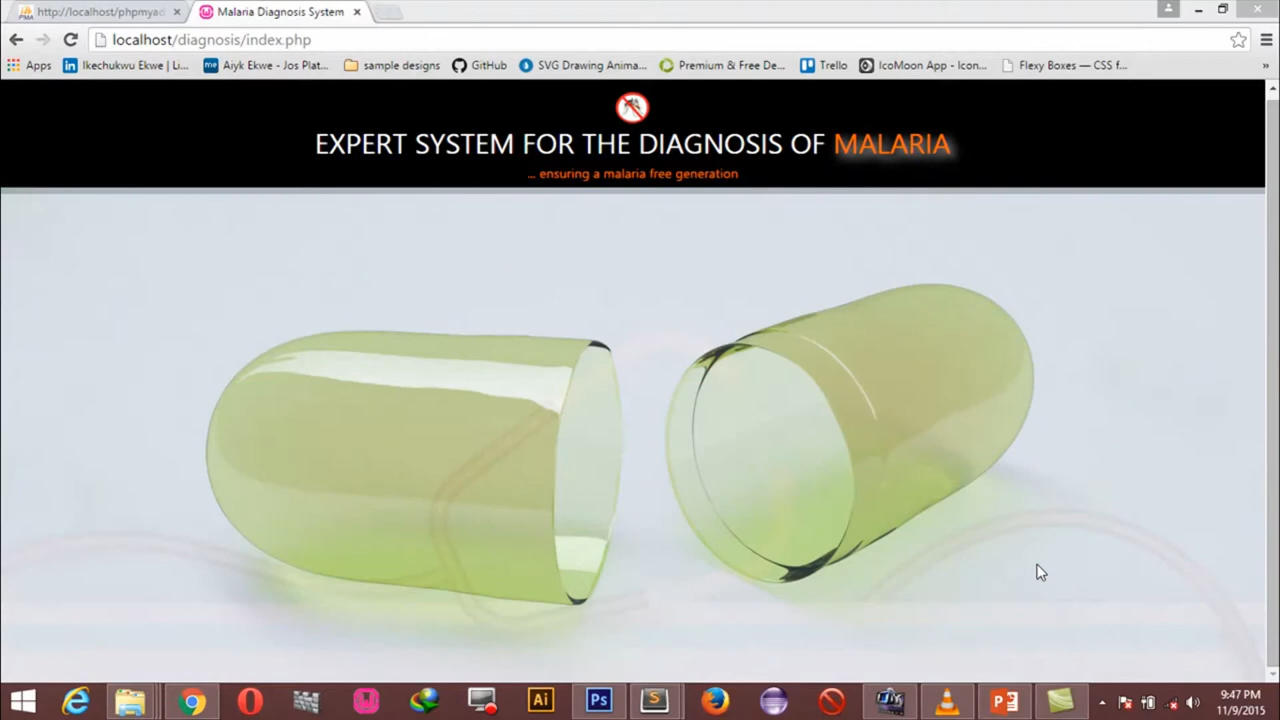 http://localhost/phpmyad
Malaria Diagnosis System
localhost/diagnosis/index.php
Apps
Ikechukwu Ekwe | Li...
Aiyk Ekwe - Jos Plat...
sample designs
GitHub
SVG Drawing Anima...
Premium & Free De...
Trello
IcoMoon App - Icon...
Flexy Boxes — CSS f...
»
EXPERT SYSTEM FOR THE DIAGNOSIS OF MALARIA
... ensuring a malaria free generation
9:47 PM
11/9/2015